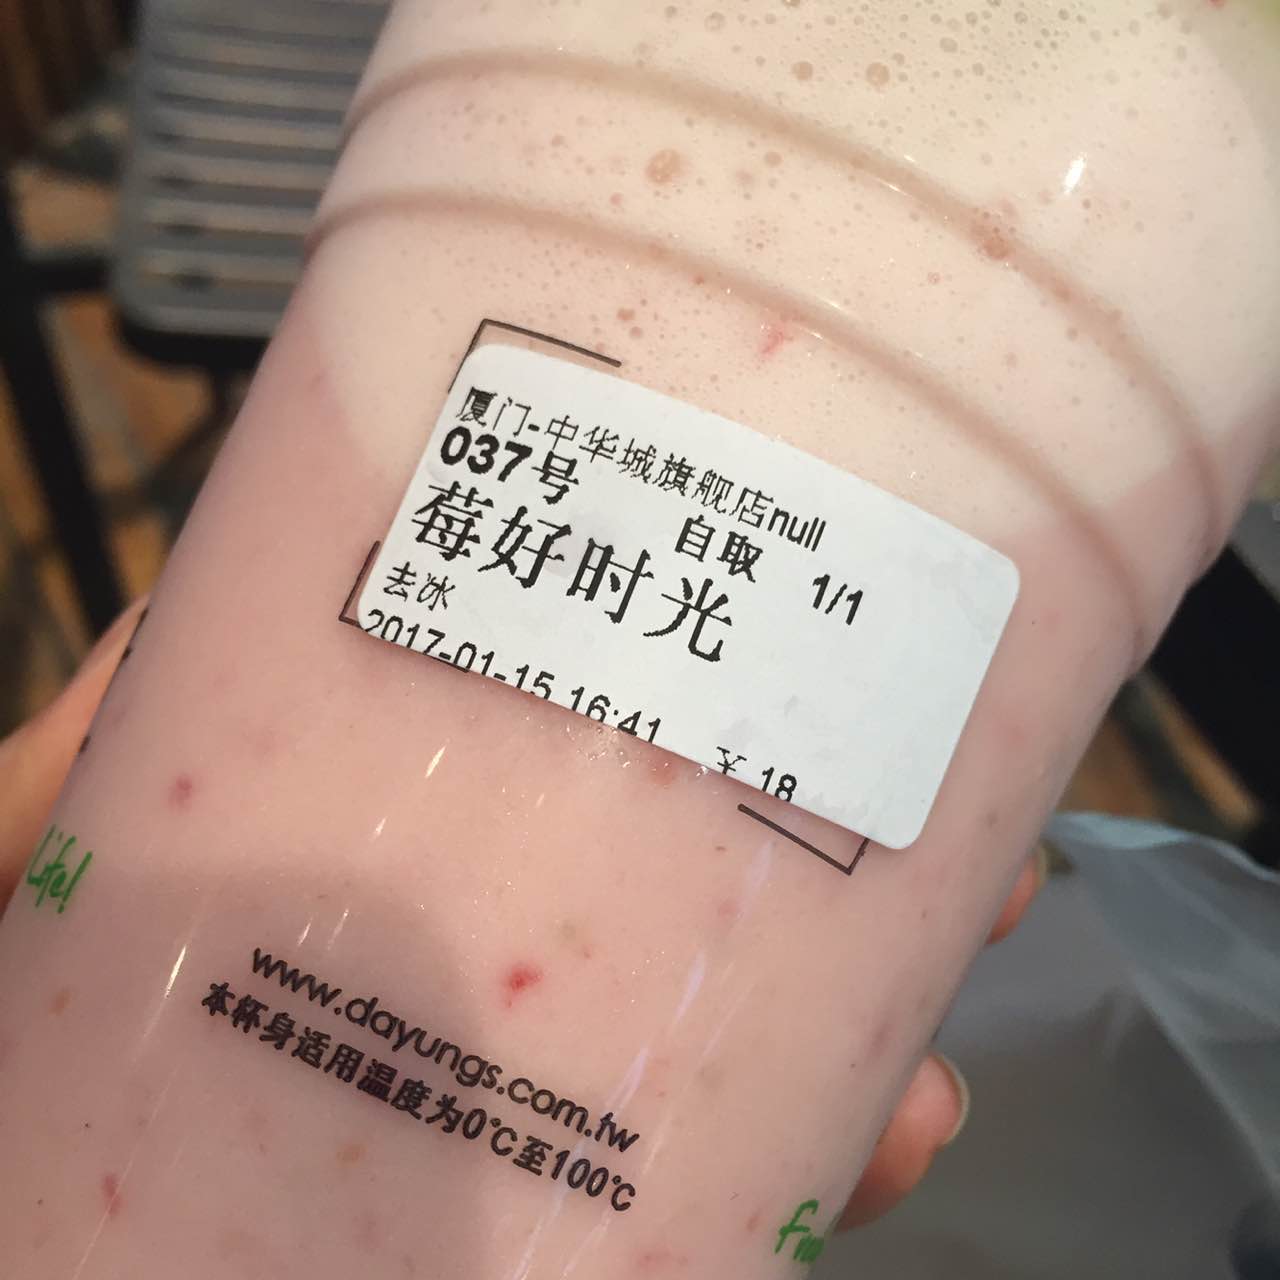 厦门-中华城旗舰店null
037号 自取 1/1
莓好时光
去冰
2017-01-15 16:41 ¥ 18
Life!
www.dayungs.com.tw
本杯身适用温度为0℃至100℃